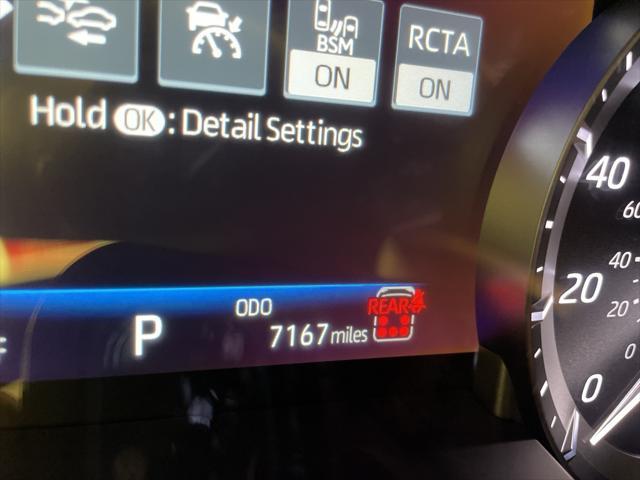 BSM
ON
RCTA
ON
Hold OK : Detail Settings
P
ODO
7167 miles
REAR
40
20
0
60
40
20
0